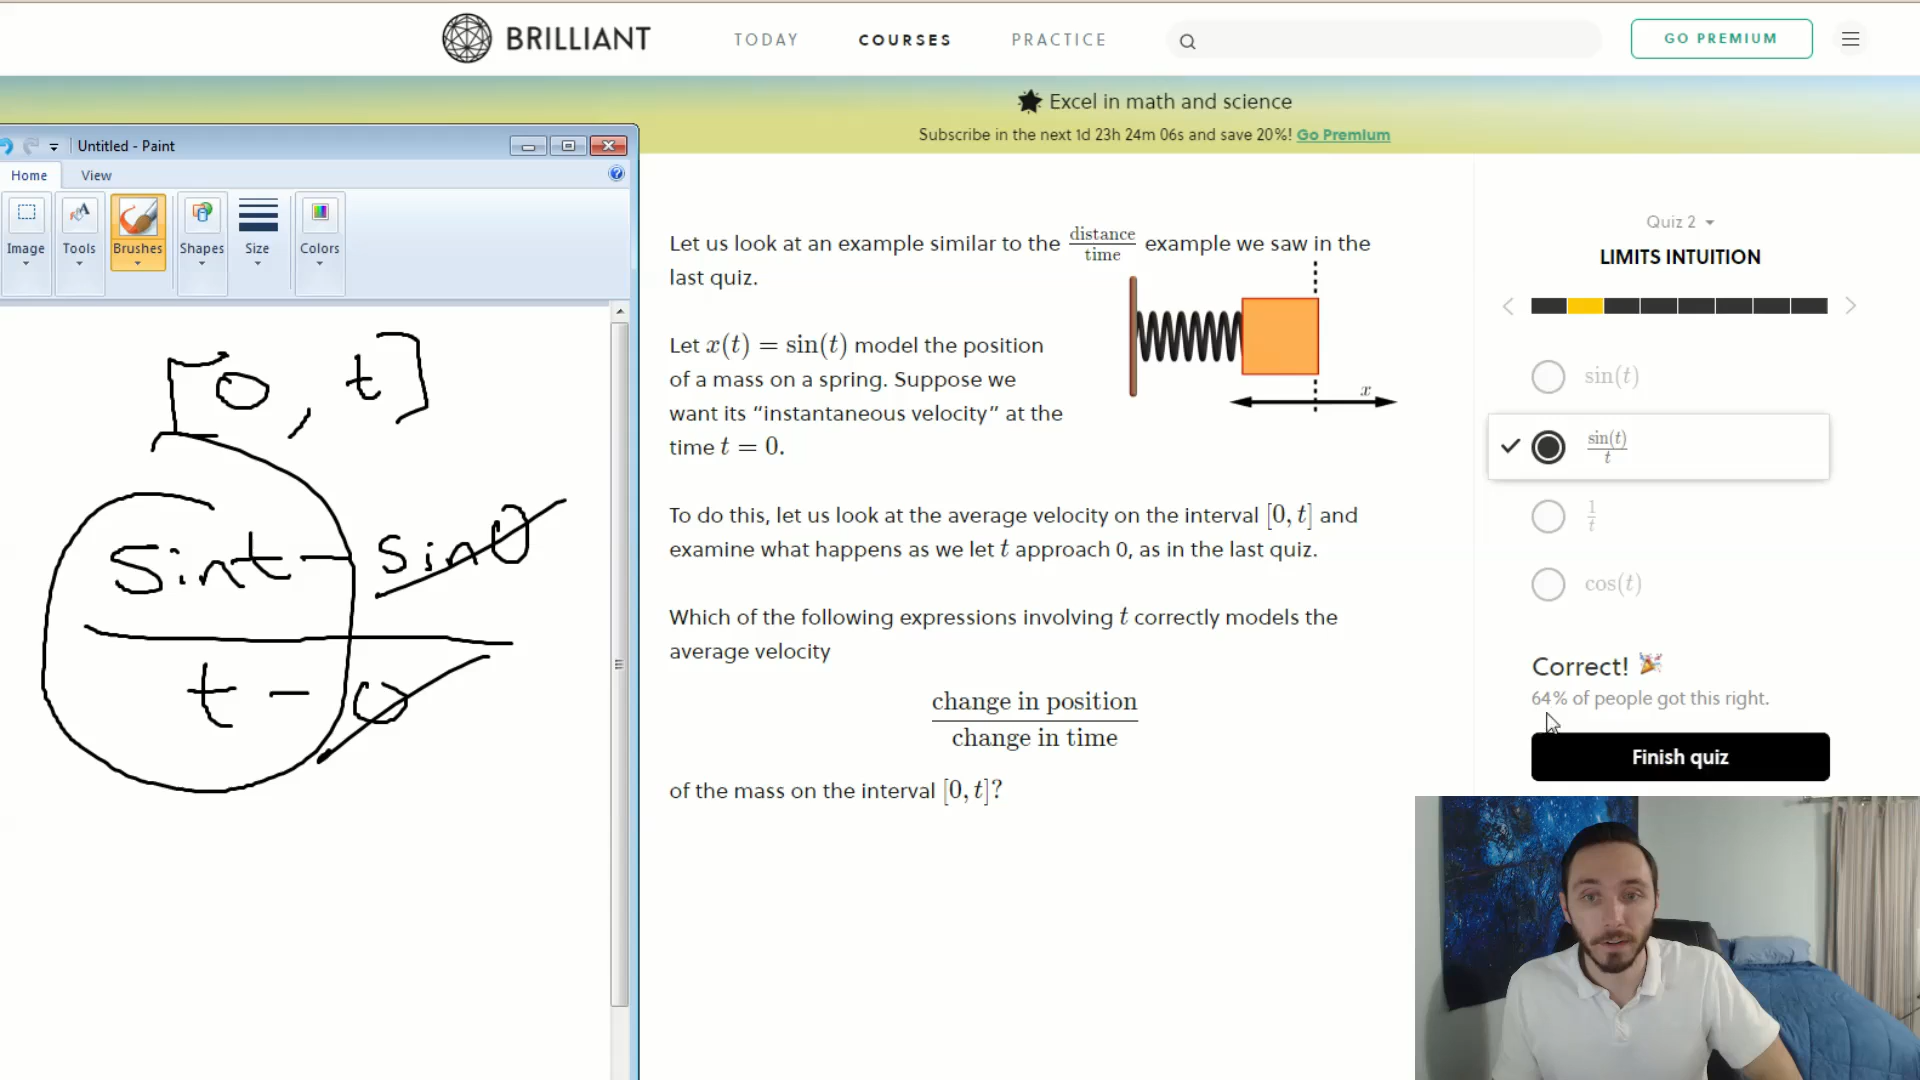 BRILLIANT
TODAY
COURSES
PRACTICE
GO PREMIUM
Excel in math and science
Subscribe in the next 1d 23h 24m 06s and save 20%! Go Premium
Untitled - Paint
Home View
Image Tools Brushes Shapes Size Colors
[0, t]
sint - sin0
t - 0
Let us look at an example similar to the distance/time example we saw in the
last quiz.
Let x(t) = sin(t) model the position
of a mass on a spring. Suppose we
want its “instantaneous velocity” at the
time t = 0.
x
To do this, let us look at the average velocity on the interval [0, t] and
examine what happens as we let t approach 0, as in the last quiz.
Which of the following expressions involving t correctly models the
average velocity
change in position
change in time
of the mass on the interval [0, t]?
Quiz 2
LIMITS INTUITION
sin(t)
sin(t)
t
1
t
cos(t)
Correct!
64% of people got this right.
Finish quiz